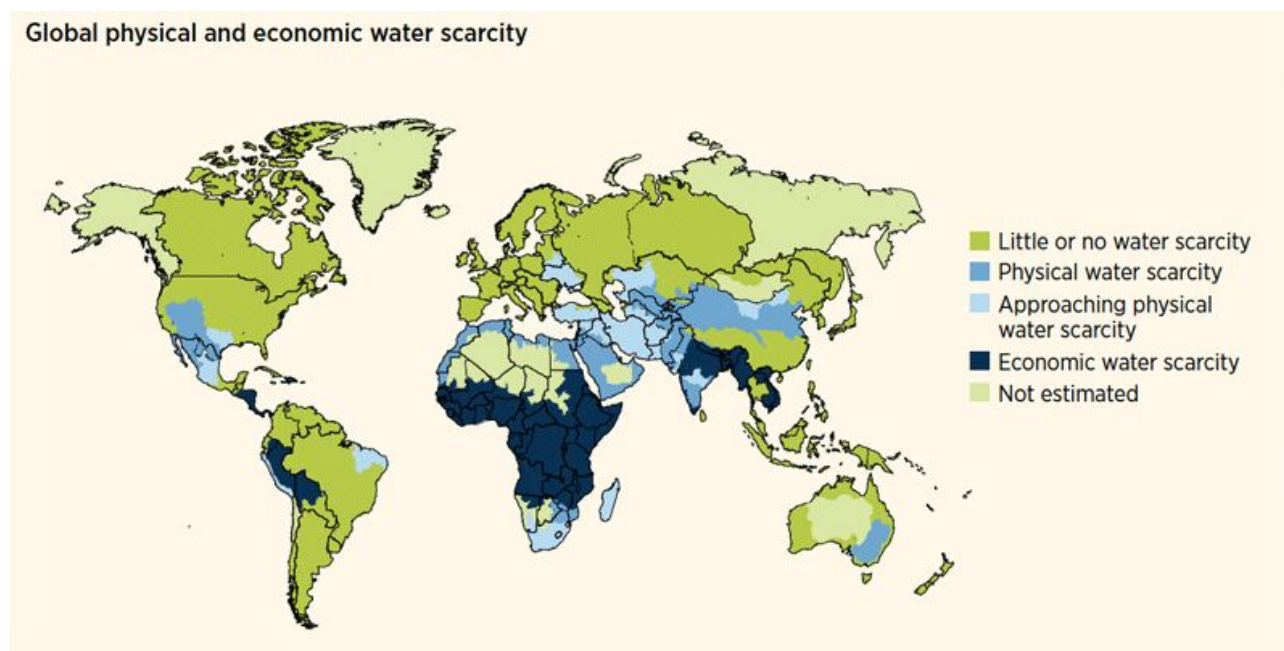 Global physical and economic water scarcity
Little or no water scarcity
Physical water scarcity
Approaching physical
water scarcity
Economic water scarcity
Not estimated